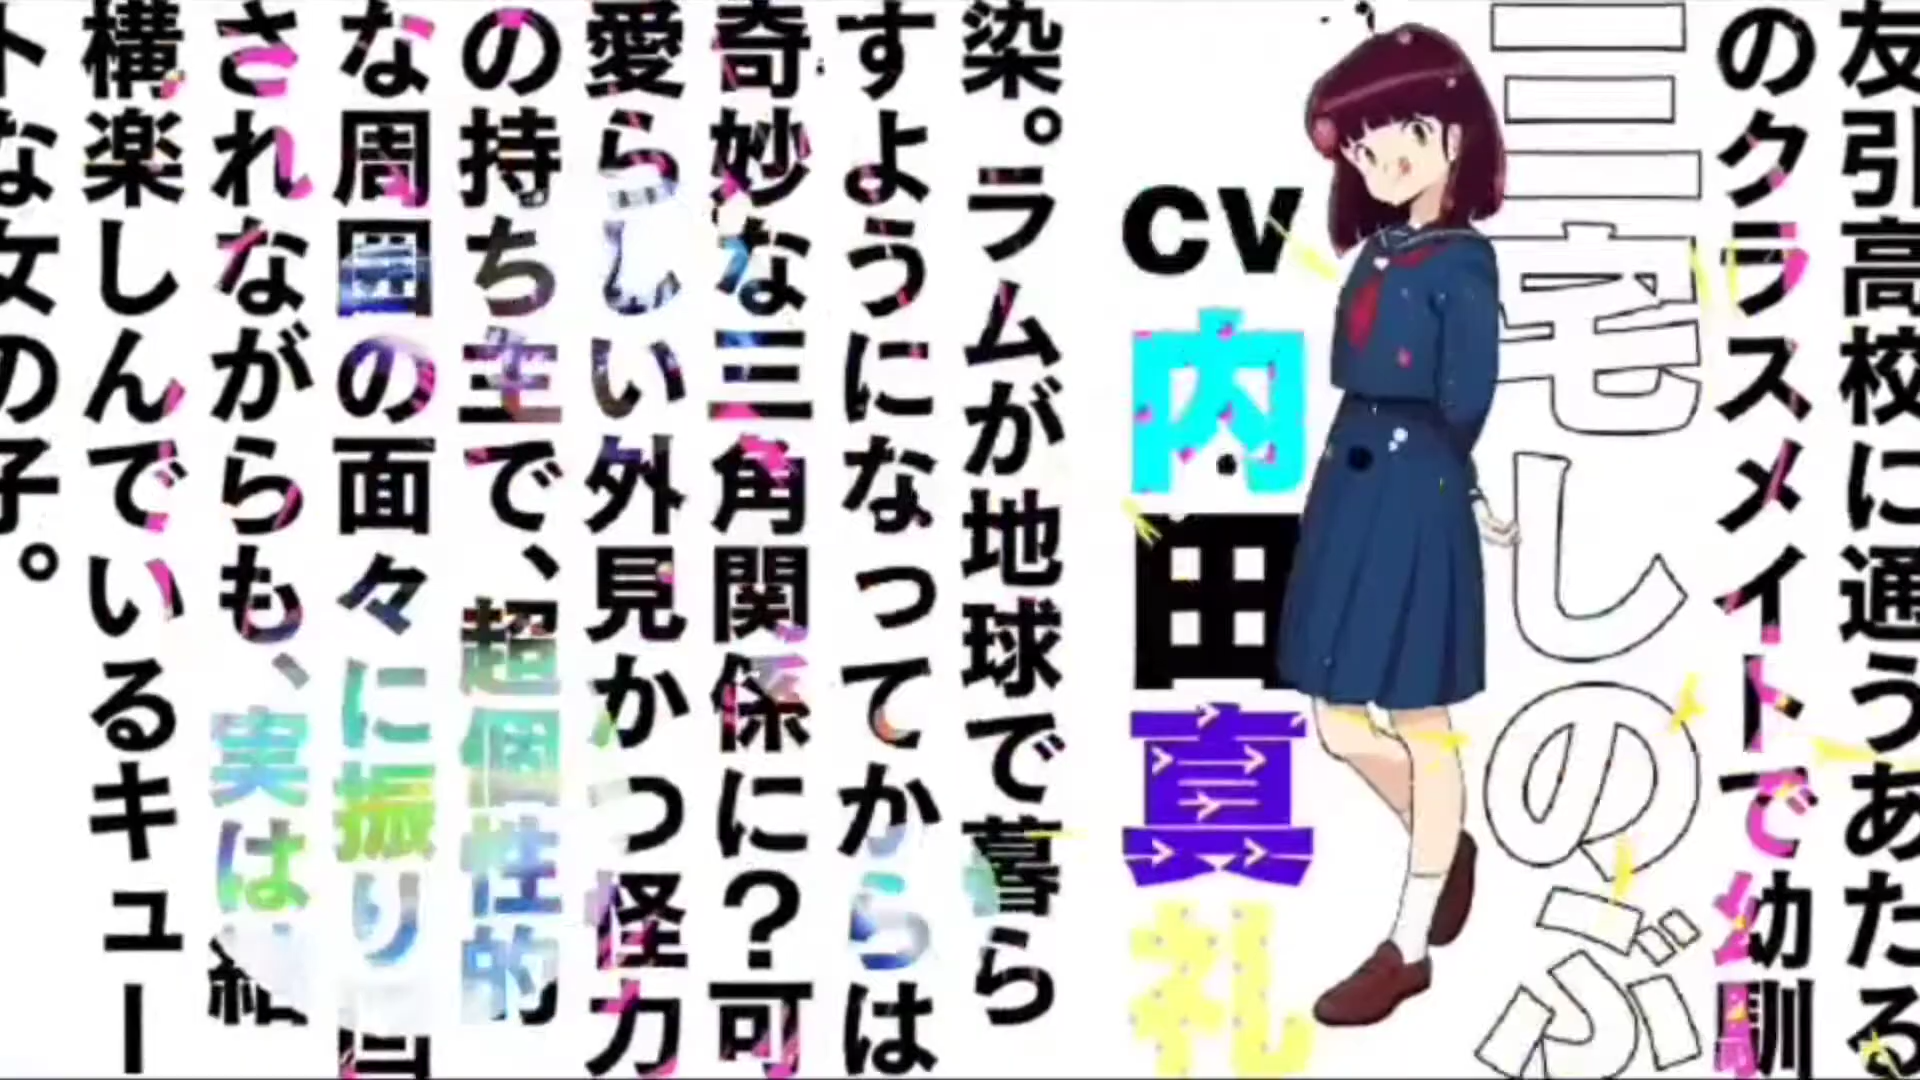 友引高校に通うあたる
のクラスメイトで幼馴
三宅しのぶ
CV
内田真礼
染。ラムが地球で暮ら
すようになってからは
奇妙な三角関係に?可
愛らしい外見かつ怪力
の持ち主で、超個性的
な周囲の面々に振り回
されながらも、実は結
構楽しんでいるキュー
トな女の子。